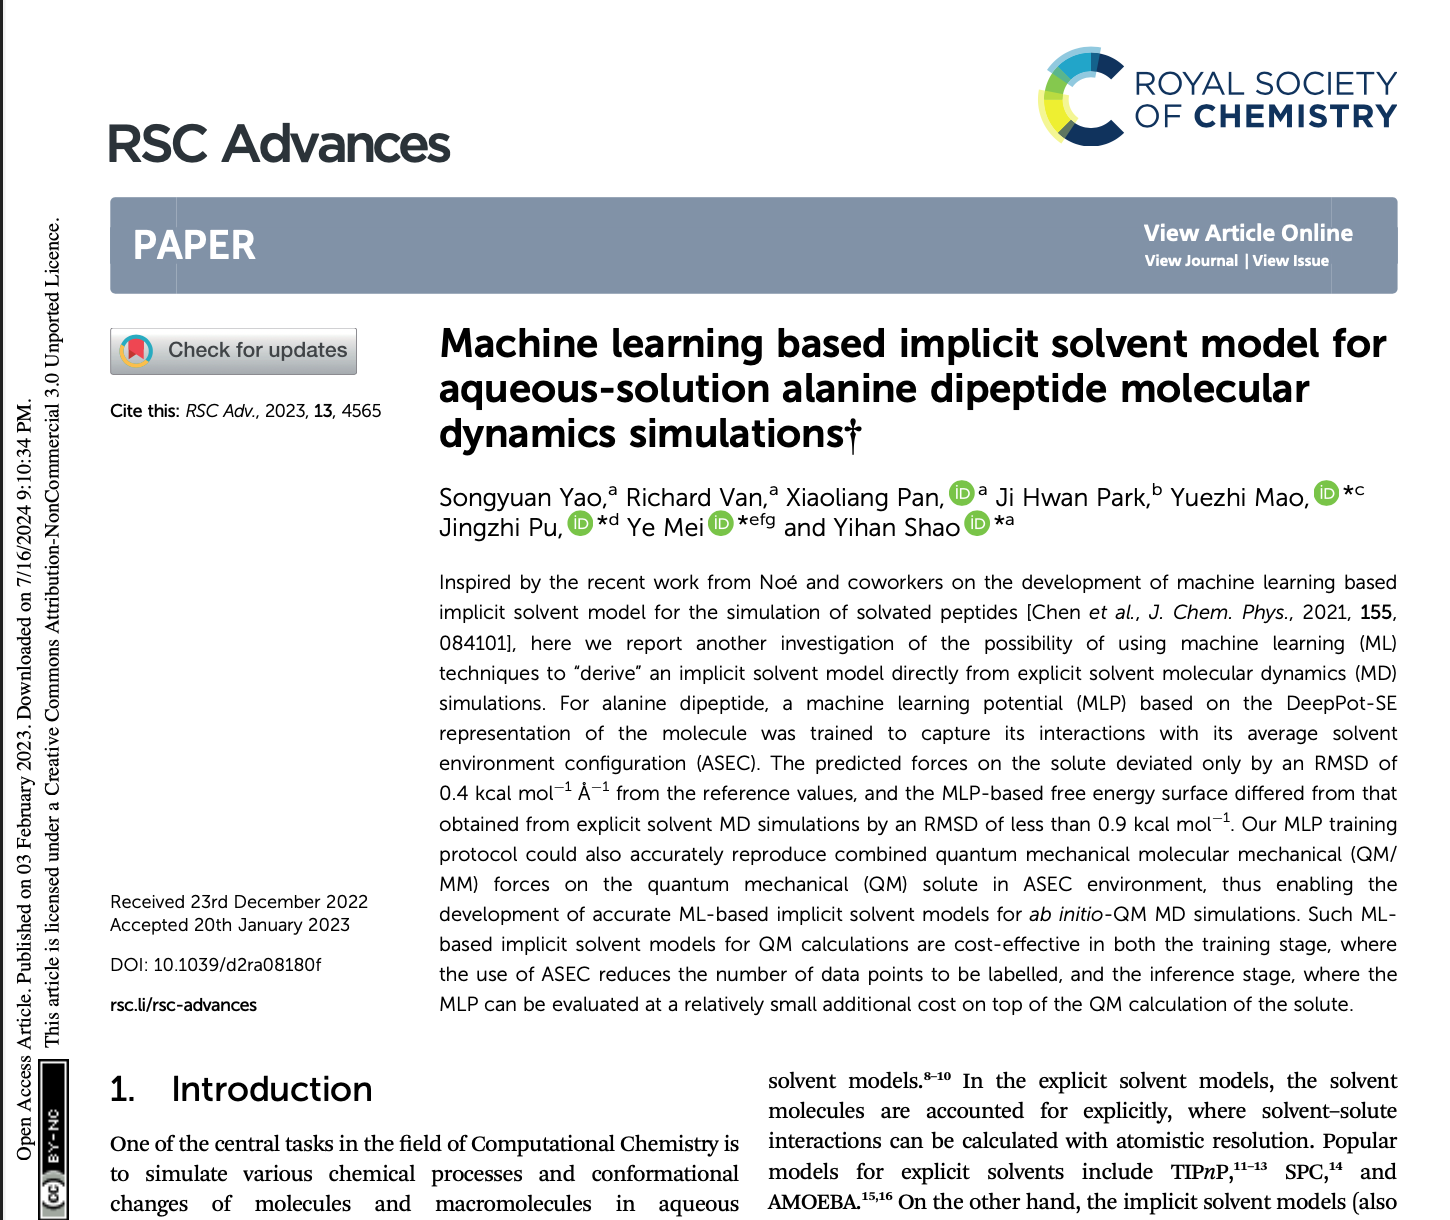 ROYAL SOCIETY
OF CHEMISTRY
RSC Advances
PAPER
View Article Online
View Journal | View Issue
Check for updates
Cite this: RSC Adv., 2023, 13, 4565
Received 23rd December 2022
Accepted 20th January 2023
DOI: 10.1039/d2ra08180f
rsc.li/rsc-advances
Machine learning based implicit solvent model for
aqueous-solution alanine dipeptide molecular
dynamics simulations†
Songyuan Yao,ᵃ Richard Van,ᵃ Xiaoliang Pan, iD ᵃ Ji Hwan Park,ᵇ Yuezhi Mao, iD *ᶜ
Jingzhi Pu, iD *ᵈ Ye Mei iD *ᵉᶠᵍ and Yihan Shao iD *ᵃ
Inspired by the recent work from Noé and coworkers on the development of machine learning based
implicit solvent model for the simulation of solvated peptides [Chen et al., J. Chem. Phys., 2021, 155,
084101], here we report another investigation of the possibility of using machine learning (ML)
techniques to “derive” an implicit solvent model directly from explicit solvent molecular dynamics (MD)
simulations. For alanine dipeptide, a machine learning potential (MLP) based on the DeepPot-SE
representation of the molecule was trained to capture its interactions with its average solvent
environment configuration (ASEC). The predicted forces on the solute deviated only by an RMSD of
0.4 kcal mol⁻¹ Å⁻¹ from the reference values, and the MLP-based free energy surface differed from that
obtained from explicit solvent MD simulations by an RMSD of less than 0.9 kcal mol⁻¹. Our MLP training
protocol could also accurately reproduce combined quantum mechanical molecular mechanical (QM/
MM) forces on the quantum mechanical (QM) solute in ASEC environment, thus enabling the
development of accurate ML-based implicit solvent models for ab initio-QM MD simulations. Such ML-
based implicit solvent models for QM calculations are cost-effective in both the training stage, where
the use of ASEC reduces the number of data points to be labelled, and the inference stage, where the
MLP can be evaluated at a relatively small additional cost on top of the QM calculation of the solute.
1. Introduction
One of the central tasks in the field of Computational Chemistry is
to simulate various chemical processes and conformational
changes of molecules and macromolecules in aqueous
solvent models.⁸⁻¹⁰ In the explicit solvent models, the solvent
molecules are accounted for explicitly, where solvent–solute
interactions can be calculated with atomistic resolution. Popular
models for explicit solvents include TIPnP,¹¹⁻¹³ SPC,¹⁴ and
AMOEBA.¹⁵,¹⁶ On the other hand, the implicit solvent models (also
Open Access Article. Published on 03 February 2023. Downloaded on 7/16/2024 9:10:34 PM.
This article is licensed under a Creative Commons Attribution-NonCommercial 3.0 Unported Licence.
(cc) BY-NC